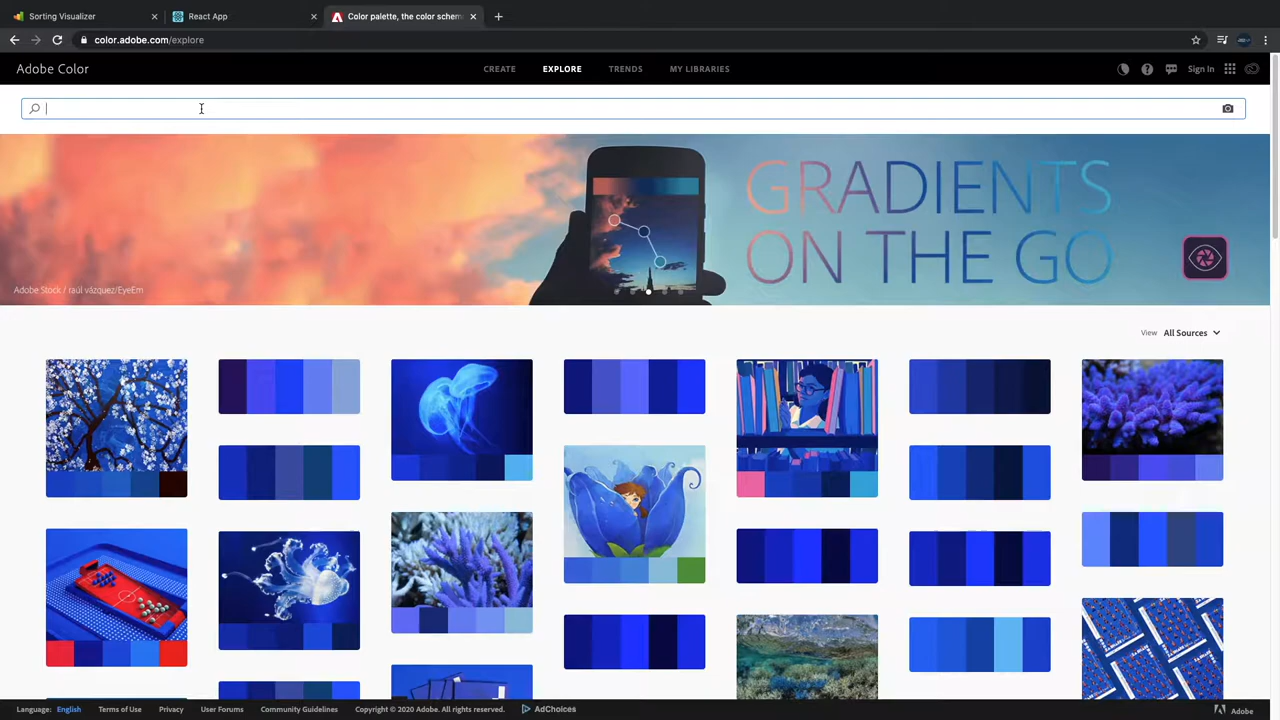 Sorting Visualizer
React App
Color palette, the color schem
color.adobe.com/explore
Adobe Color
CREATE
EXPLORE
TRENDS
MY LIBRARIES
Sign In
GRADIENTS
ON THE GO
Adobe Stock / raúl vázquez/EyeEm
View All Sources
Language: English
Terms of Use
Privacy
User Forums
Community Guidelines
Copyright © 2020 Adobe. All rights reserved.
AdChoices
Adobe